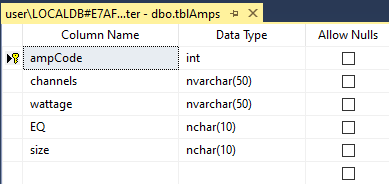 user\LOCALDB#E7AF...ter - dbo.tblAmps
Column Name Data Type Allow Nulls
ampCode int
channels nvarchar(50)
wattage nvarchar(50)
EQ nchar(10)
size nchar(10)